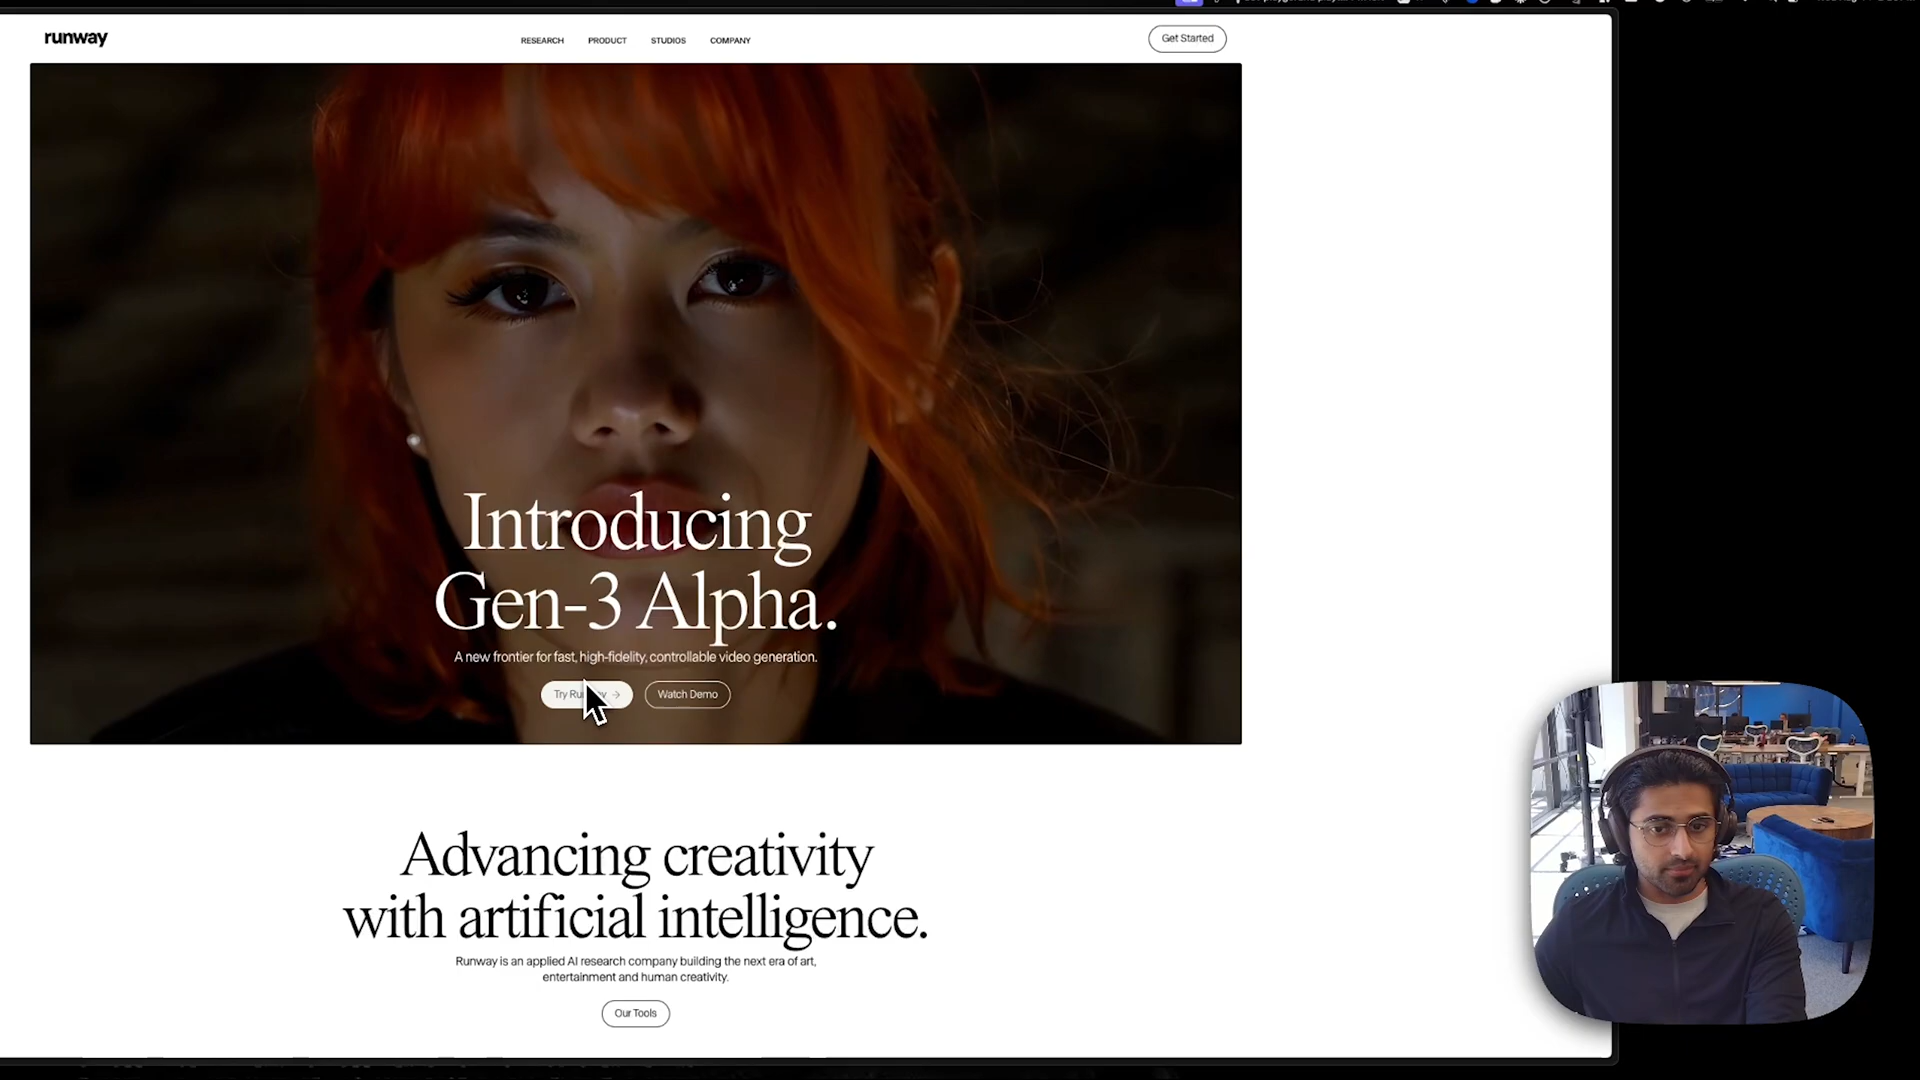 runway
RESEARCH
PRODUCT
STUDIOS
COMPANY
Get Started
Introducing
Gen-3 Alpha.
A new frontier for fast, high-fidelity, controllable video generation.
Try
Watch Demo
Advancing creativity
with artificial intelligence.
Runway is an applied AI research company building the next era of art,
entertainment and human creativity.
Our Tools